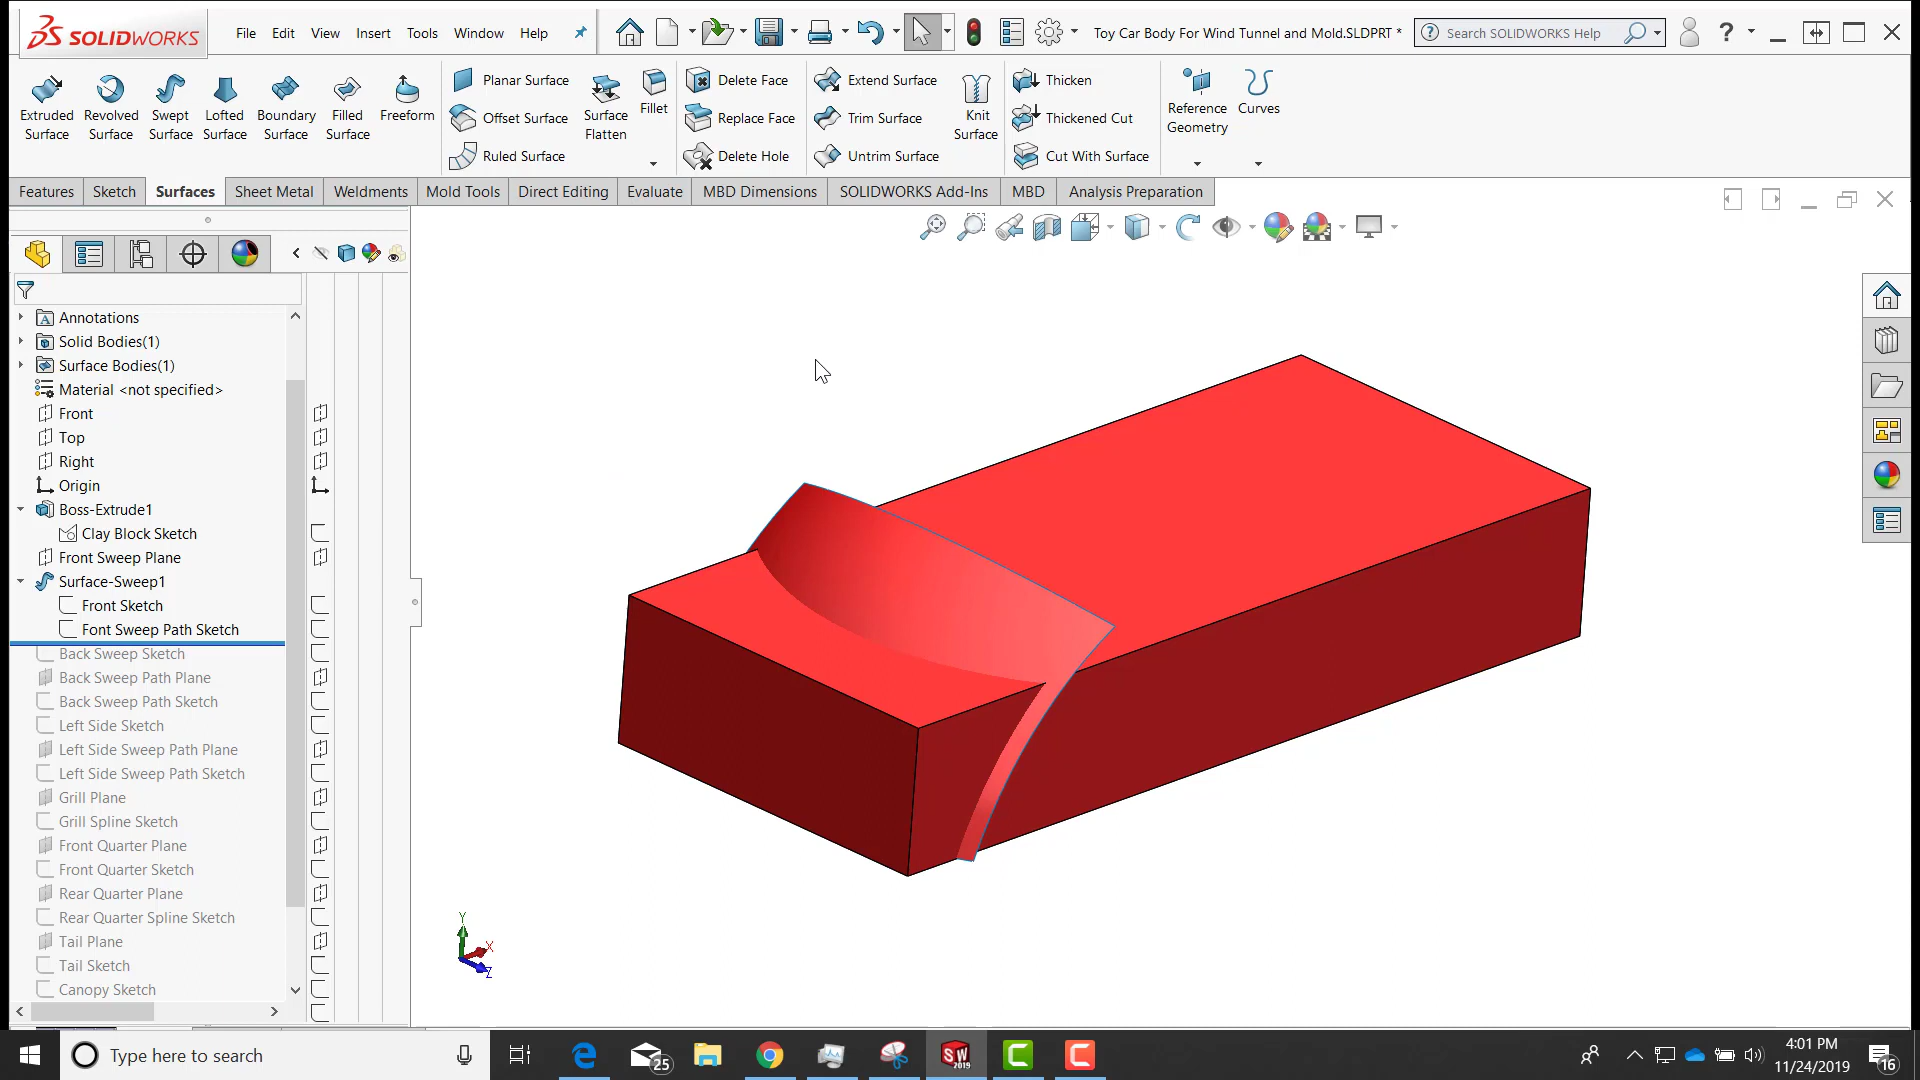 SOLIDWORKS File Edit View Insert Tools Window Help Toy Car Body For Wind Tunnel and Mold.SLDPRT * Search SOLIDWORKS Help ?
Extruded Surface
Revolved Surface
Swept Surface
Lofted Surface
Boundary Surface
Filled Surface
Freeform
Planar Surface
Offset Surface
Ruled Surface
Surface Flatten
Fillet
Delete Face
Replace Face
Delete Hole
Extend Surface
Trim Surface
Untrim Surface
Knit Surface
Thicken
Thickened Cut
Cut With Surface
Reference Geometry
Curves
Features Sketch Surfaces Sheet Metal Weldments Mold Tools Direct Editing Evaluate MBD Dimensions SOLIDWORKS Add-Ins MBD Analysis Preparation
Annotations
Solid Bodies(1)
Surface Bodies(1)
Material <not specified>
Front
Top
Right
Origin
Boss-Extrude1
Clay Block Sketch
Front Sweep Plane
Surface-Sweep1
Front Sketch
Font Sweep Path Sketch
Back Sweep Sketch
Back Sweep Path Plane
Back Sweep Path Sketch
Left Side Sketch
Left Side Sweep Path Plane
Left Side Sweep Path Sketch
Grill Plane
Grill Spline Sketch
Front Quarter Plane
Front Quarter Sketch
Rear Quarter Plane
Rear Quarter Spline Sketch
Tail Plane
Tail Sketch
Canopy Sketch
Y
X
Z
Type here to search
25
SW
2019
4:01 PM
11/24/2019
16